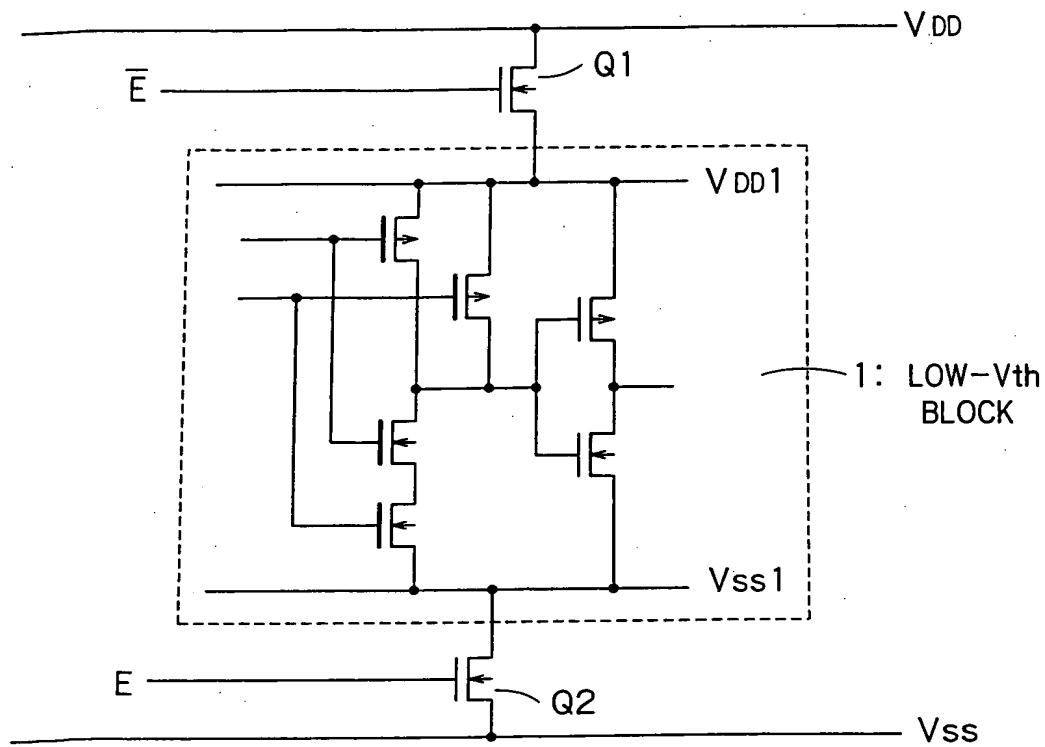 VDD
Q1
E̅
VDD1
1: LOW-Vth
BLOCK
Vss1
E
Q2
Vss